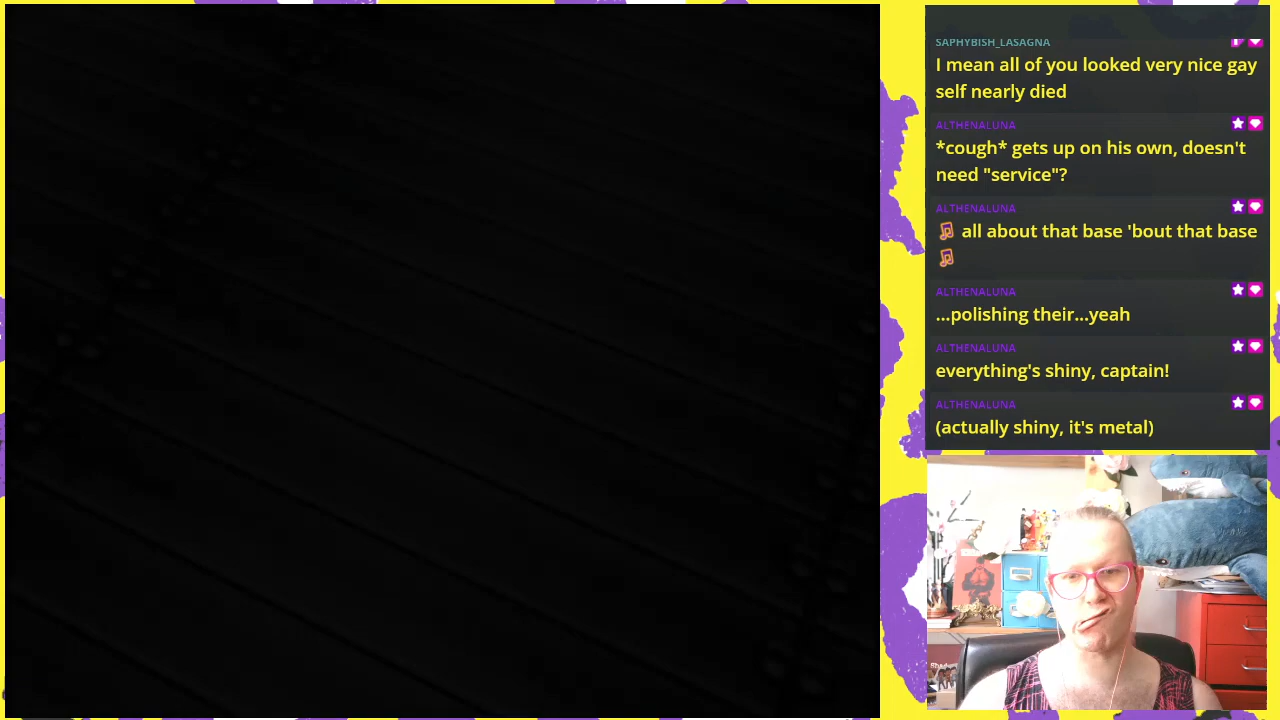 SAPHYBISH_LASAGNA
I mean all of you looked very nice gay
self nearly died
ALTHENALUNA
*cough* gets up on his own, doesn't
need "service"?
ALTHENALUNA
🎵 all about that base 'bout that base
🎵
ALTHENALUNA
...polishing their...yeah
ALTHENALUNA
everything's shiny, captain!
ALTHENALUNA
(actually shiny, it's metal)